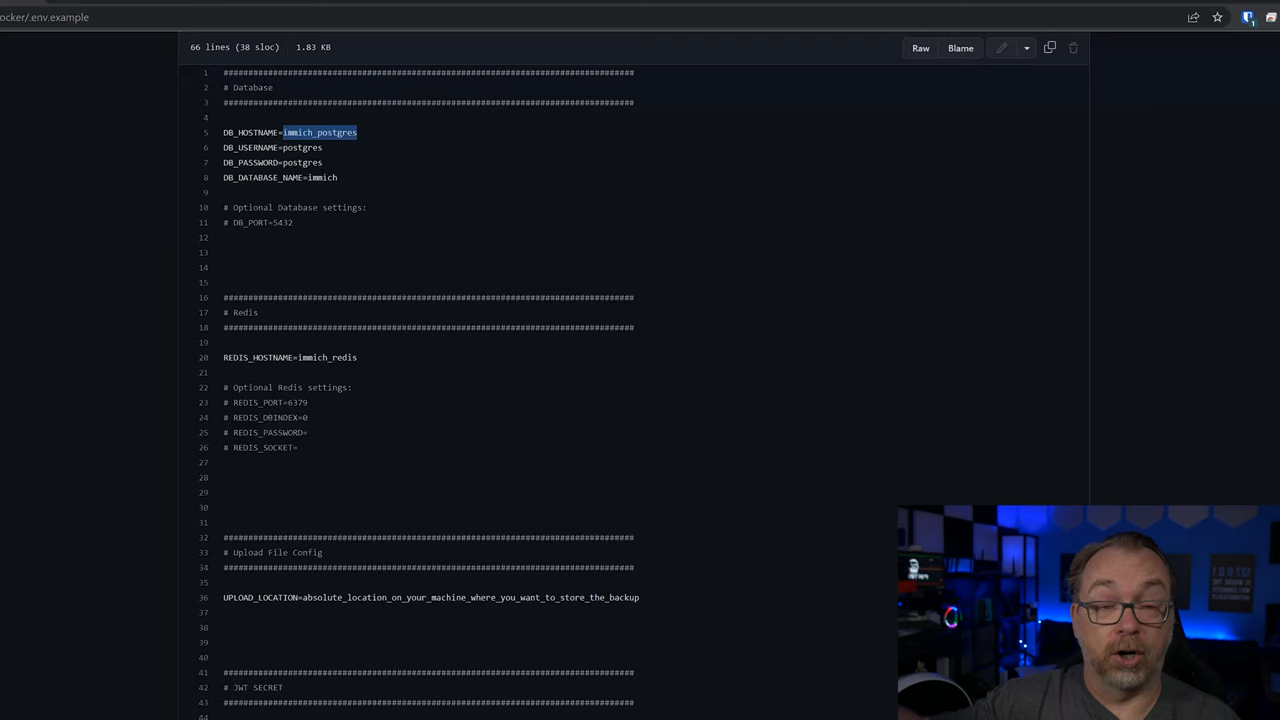 ocker/.env.example
66 lines (38 sloc) 1.83 KB
Raw Blame
1 ####################################################################################
2 # Database
3 ####################################################################################
4
5 DB_HOSTNAME=immich_postgres
6 DB_USERNAME=postgres
7 DB_PASSWORD=postgres
8 DB_DATABASE_NAME=immich
9
10 # Optional Database settings:
11 # DB_PORT=5432
12
13
14
15
16 ####################################################################################
17 # Redis
18 ####################################################################################
19
20 REDIS_HOSTNAME=immich_redis
21
22 # Optional Redis settings:
23 # REDIS_PORT=6379
24 # REDIS_DBINDEX=0
25 # REDIS_PASSWORD=
26 # REDIS_SOCKET=
27
28
29
30
31
32 ####################################################################################
33 # Upload File Config
34 ####################################################################################
35
36 UPLOAD_LOCATION=absolute_location_on_your_machine_where_you_want_to_store_the_backup
37
38
39
40
41 ####################################################################################
42 # JWT SECRET
43 ####################################################################################
44
127.0.0.1